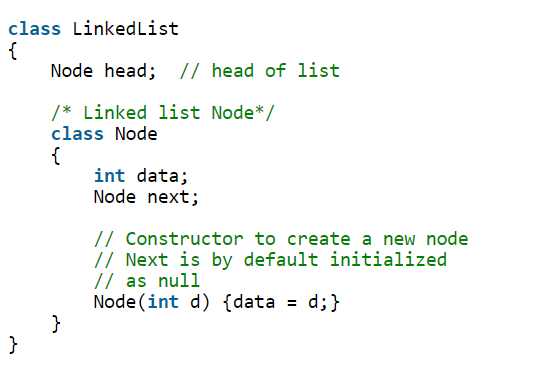 class LinkedList
{
    Node head;  // head of list

    /* Linked list Node*/
    class Node
    {
        int data;
        Node next;

        // Constructor to create a new node
        // Next is by default initialized
        // as null
        Node(int d) {data = d;}
    }
}